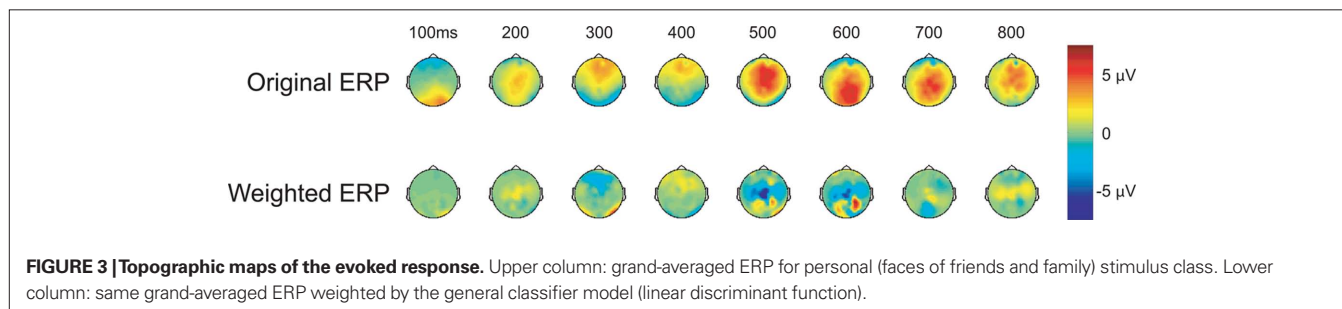 100ms 200 300 400 500 600 700 800
Original ERP
5 µV
0
-5 µV
Weighted ERP
FIGURE 3 | Topographic maps of the evoked response. Upper column: grand-averaged ERP for personal (faces of friends and family) stimulus class. Lower
column: same grand-averaged ERP weighted by the general classifier model (linear discriminant function).